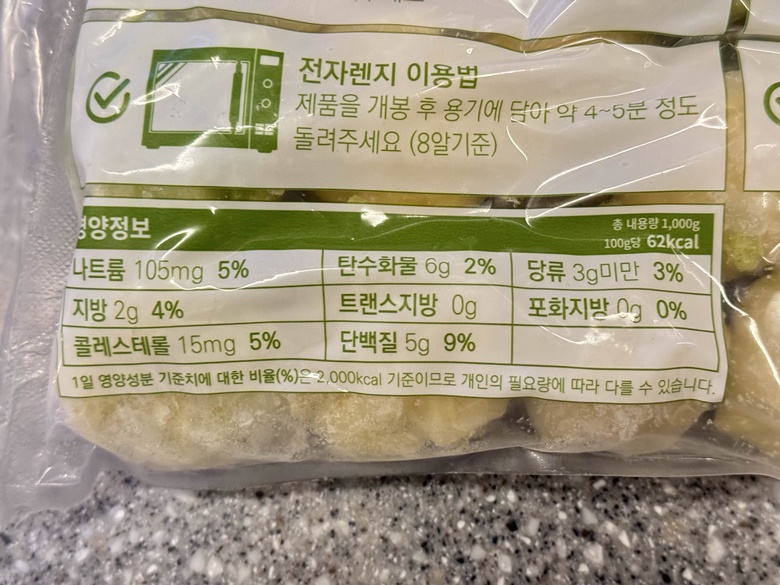 전자렌지 이용법
제품을 개봉 후 용기에 담아 약 4~5분 정도
돌려주세요 (8알기준)
영양정보
총 내용량 1,000g
100g당 62kcal
나트륨 105mg 5% 탄수화물 6g 2% 당류 3g미만 3%
지방 2g 4% 트랜스지방 0g 포화지방 0g 0%
콜레스테롤 15mg 5% 단백질 5g 9%
1일 영양성분 기준치에 대한 비율(%)은 2,000kcal 기준이므로 개인의 필요량에 따라 다를 수 있습니다.